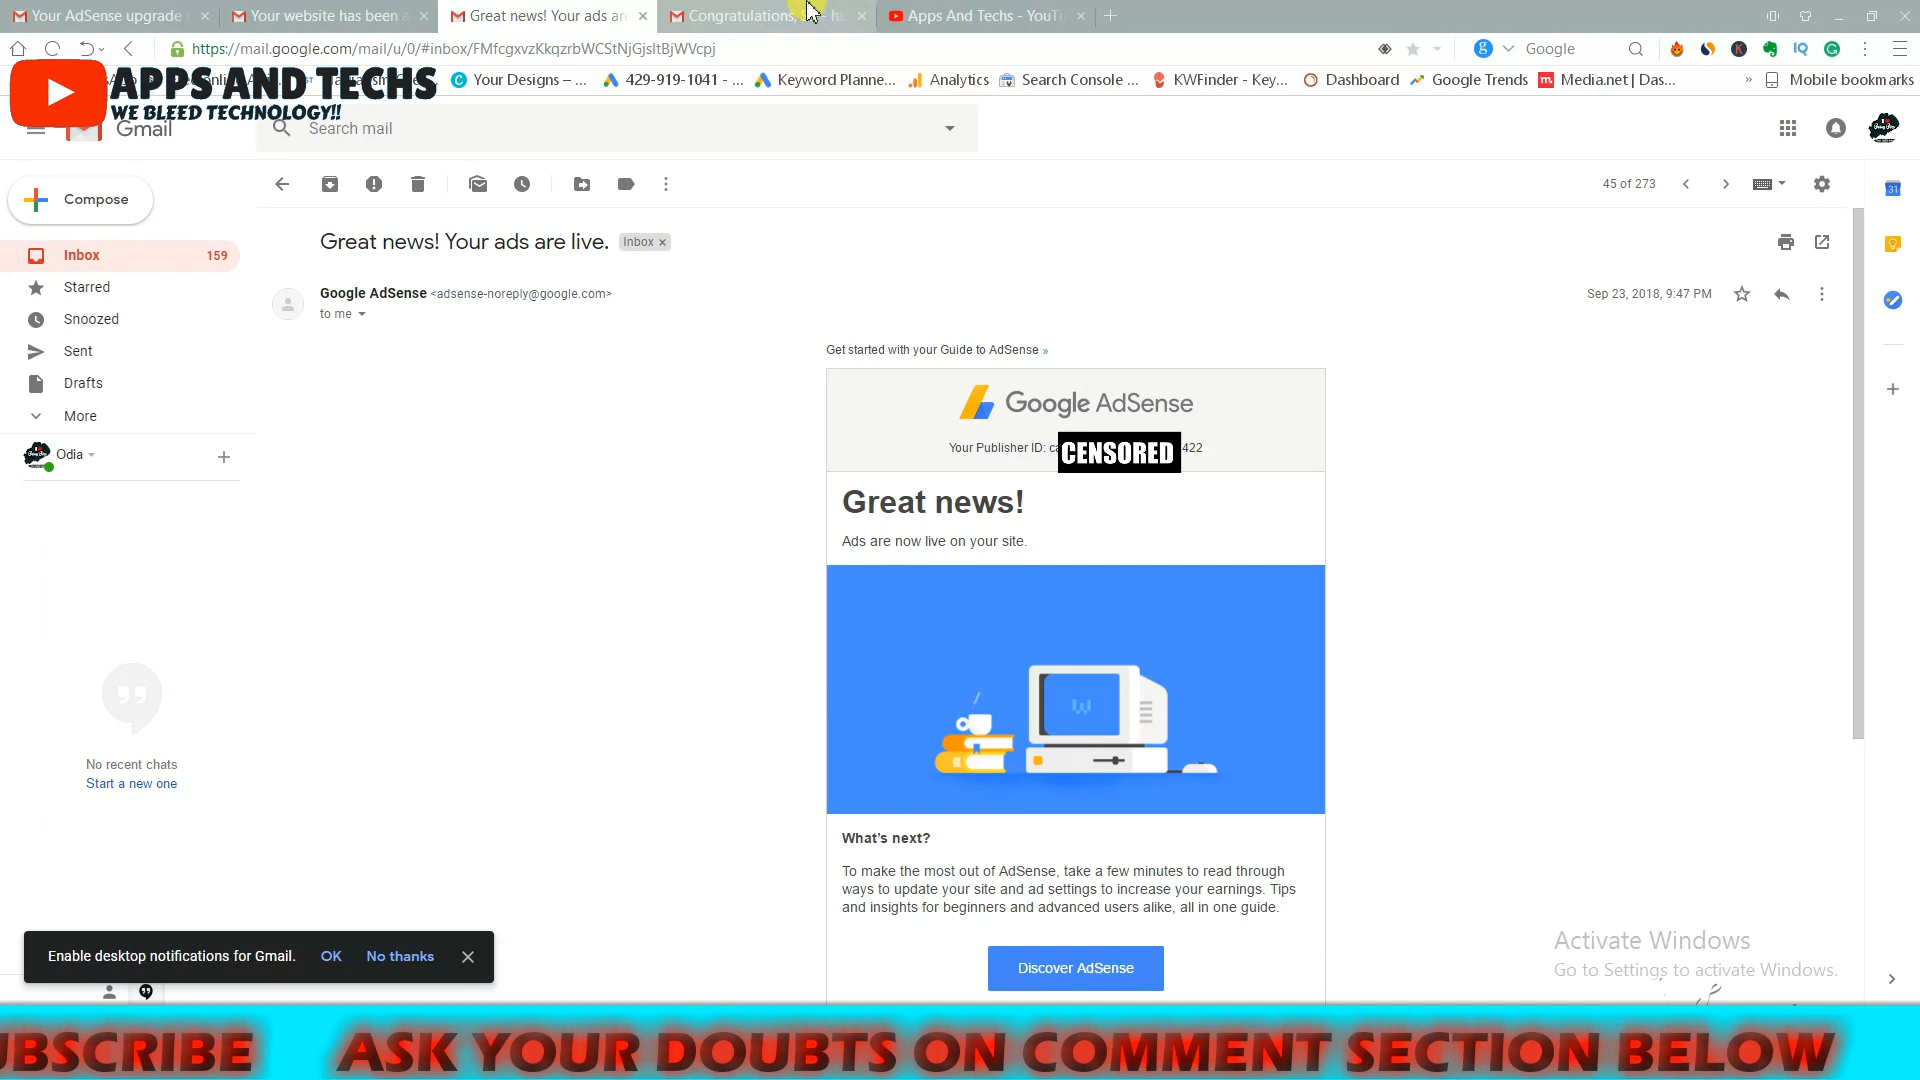 Your AdSense upgrade
Your website has been a
Great news! Your ads are
Congratulations,
Apps And Techs - YouTu
https://mail.google.com/mail/u/0/#inbox/FMfcgxvzKkqzrbWCStNjGjsltBjWVcpj
Google
Your Designs – ...
429-919-1041 - ...
Keyword Planne...
Analytics
Search Console ...
KWFinder - Key...
Dashboard
Google Trends
Media.net | Das...
»
Mobile bookmarks
APPS AND TECHS
WE BLEED TECHNOLOGY!!
Gmail
Search mail
Compose
45 of 273
Inbox 159
Starred
Snoozed
Sent
Drafts
More
Odia
No recent chats
Start a new one
Great news! Your ads are live.
Inbox x
Google AdSense <adsense-noreply@google.com>
Sep 23, 2018, 9:47 PM
to me
Get started with your Guide to AdSense »
Google AdSense
Your Publisher ID: ca
CENSORED
422
Great news!
Ads are now live on your site.
What's next?
To make the most out of AdSense, take a few minutes to read through
ways to update your site and ad settings to increase your earnings. Tips
and insights for beginners and advanced users alike, all in one guide.
Discover AdSense
Enable desktop notifications for Gmail. OK No thanks
Activate Windows
Go to Settings to activate Windows.
UBSCRIBE ASK YOUR DOUBTS ON COMMENT SECTION BELOW